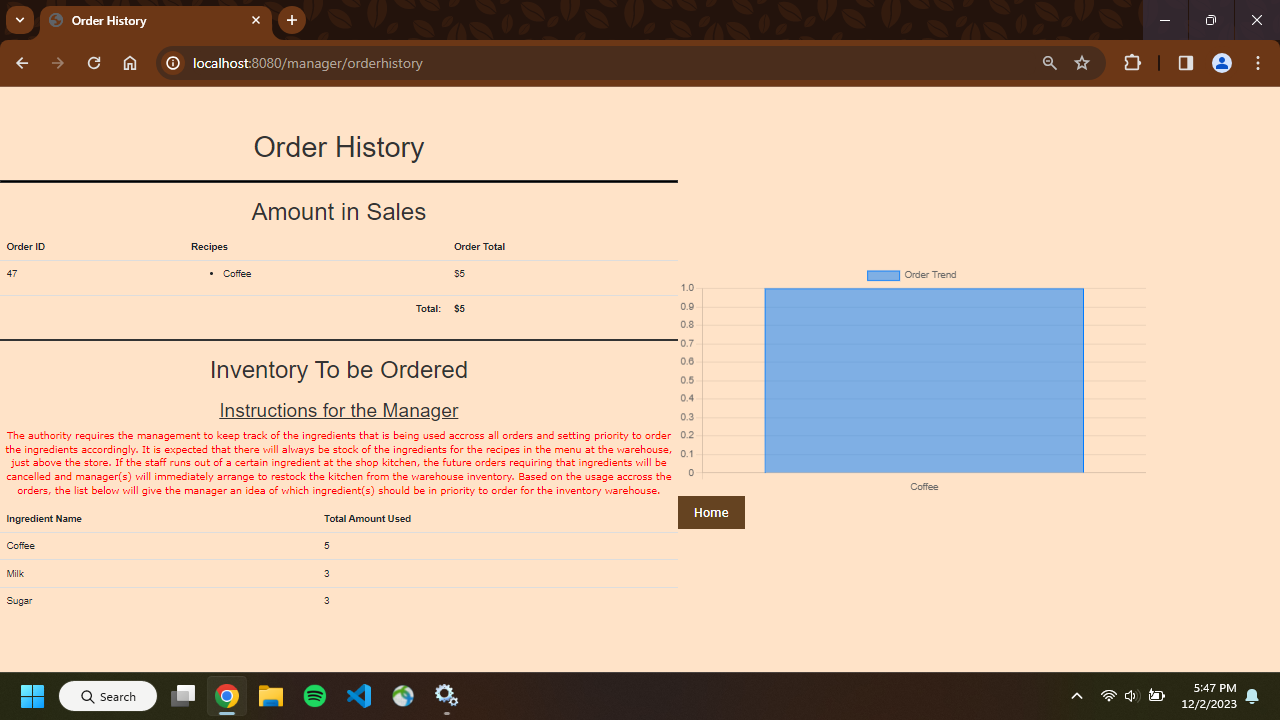 Order History
localhost:8080/manager/orderhistory
Order History
Amount in Sales
Order ID Recipes Order Total
47 • Coffee $5
Total: $5
Inventory To be Ordered
Instructions for the Manager
The authority requires the management to keep track of the ingredients that is being used accross all orders and setting priority to order
the ingredients accordingly. It is expected that there will always be stock of the ingredients for the recipes in the menu at the warehouse,
just above the store. If the staff runs out of a certain ingredient at the shop kitchen, the future orders requiring that ingredients will be
cancelled and manager(s) will immediately arrange to restock the kitchen from the warehouse inventory. Based on the usage accross the
orders, the list below will give the manager an idea of which ingredient(s) should be in priority to order for the inventory warehouse.
Ingredient Name Total Amount Used
Coffee 5
Milk 3
Sugar 3
Order Trend
1.0
0.9
0.8
0.7
0.6
0.5
0.4
0.3
0.2
0.1
0
Coffee
Home
Search
5:47 PM
12/2/2023